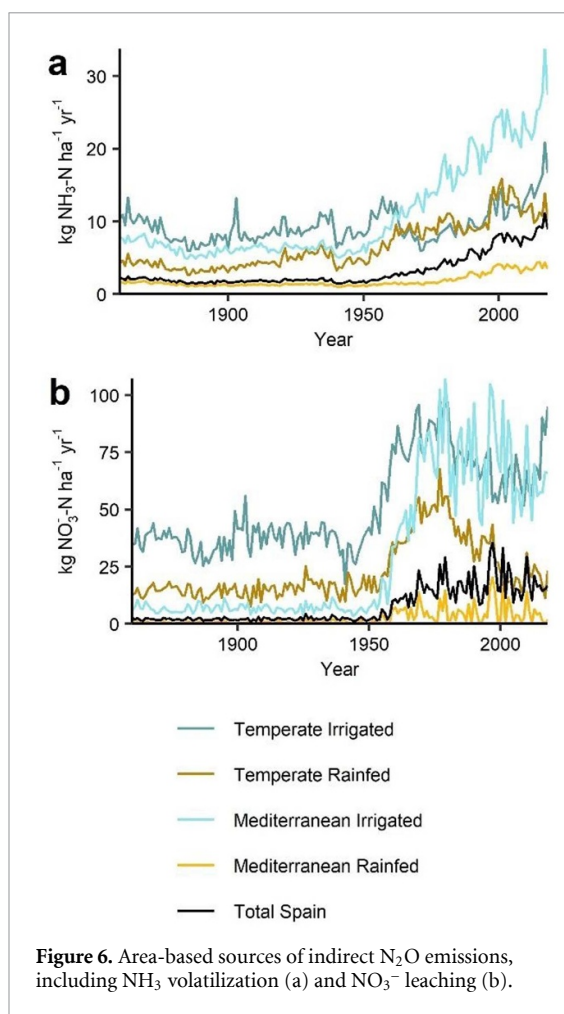 a
kg NH₃-N ha⁻¹ yr⁻¹
30
20
10
0
1900
1950
2000
Year
b
kg NO₃⁻-N ha⁻¹ yr⁻¹
100
75
50
25
0
1900
1950
2000
Year
Temperate Irrigated
Temperate Rainfed
Mediterranean Irrigated
Mediterranean Rainfed
Total Spain
Figure 6. Area-based sources of indirect N₂O emissions,
including NH₃ volatilization (a) and NO₃⁻ leaching (b).